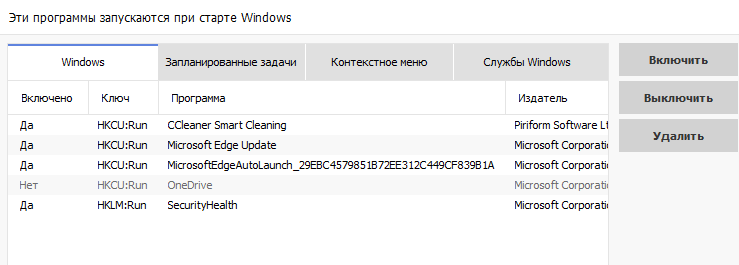 Эти программы запускаются при старте Windows
Windows Запланированные задачи Контекстное меню Службы Windows Включить
Включено Ключ Программа Издатель Выключить
Да HKCU:Run CCleaner Smart Cleaning Piriform Software Lt Удалить
Да HKCU:Run Microsoft Edge Update Microsoft Corporatio
Да HKCU:Run MicrosoftEdgeAutoLaunch_29EBC4579851B72EE312C449CF839B1A Microsoft Corporatio
Нет HKCU:Run OneDrive Microsoft Corporatio
Да HKLM:Run SecurityHealth Microsoft Corporatio